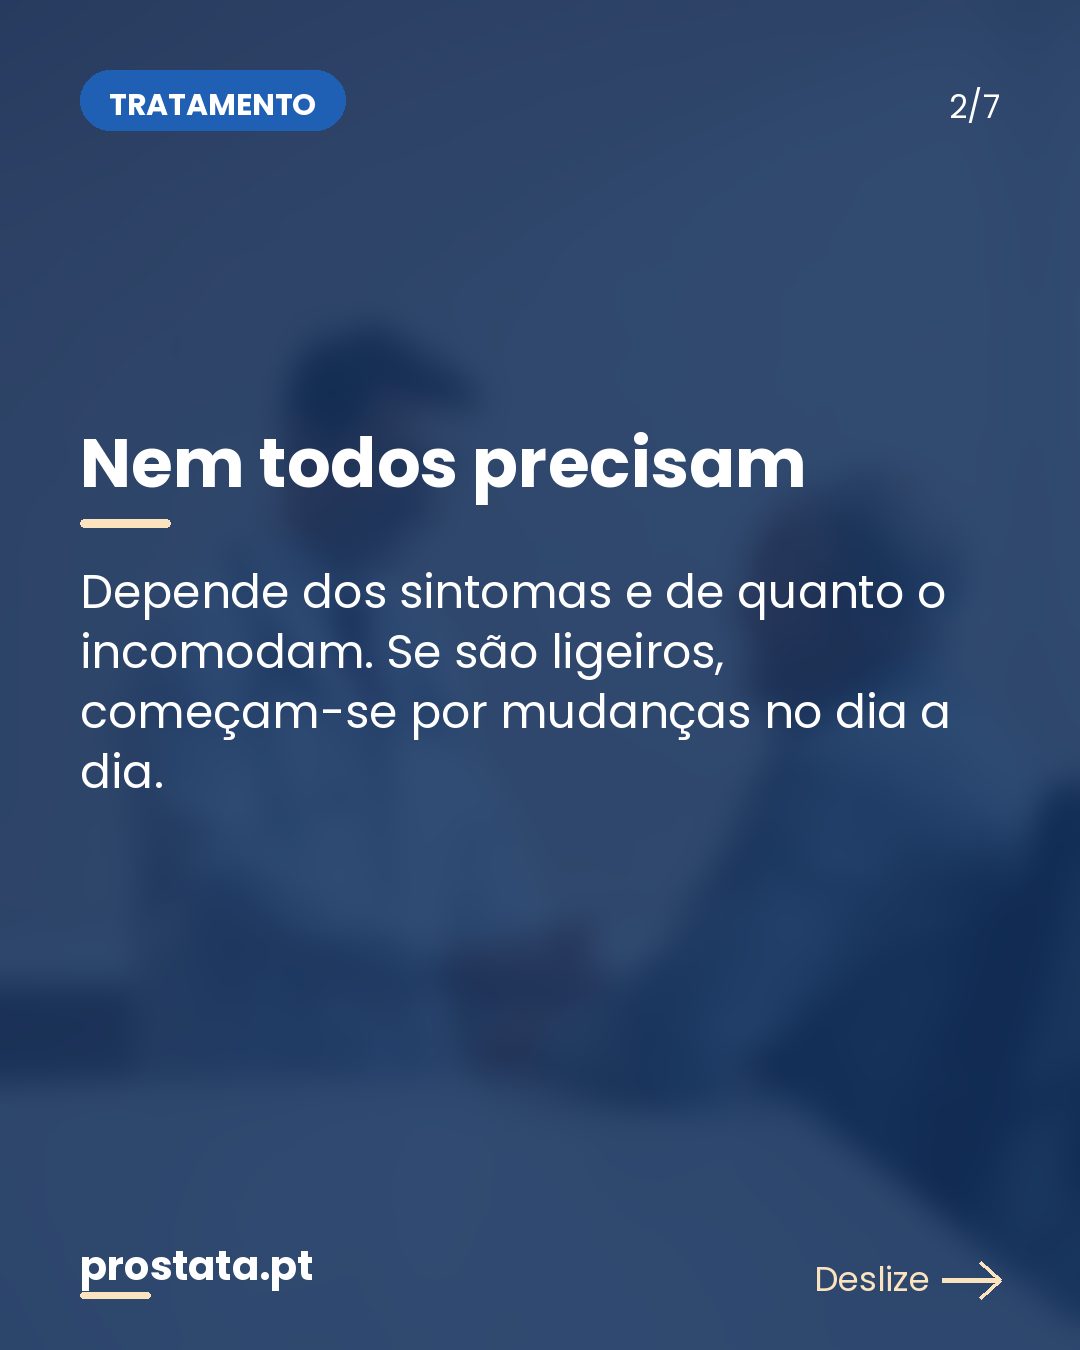 TRATAMENTO
2/7
Nem todos precisam
Depende dos sintomas e de quanto o
incomodam. Se são ligeiros,
começam-se por mudanças no dia a
dia.
prostata.pt
Deslize